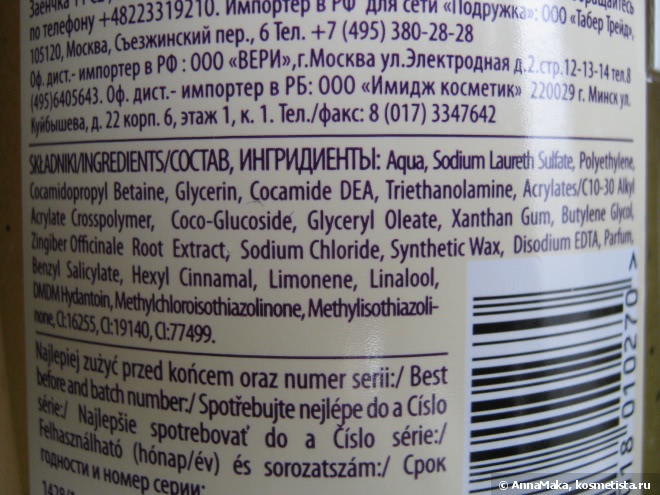 по телефону +48223319210. Импортер в РФ для сети «Подружка»: ООО «Табер Трейд»,
105120, Москва, Съезжинский пер., 6 Тел. +7 (495) 380-28-28
Оф. дист.- импортер в РФ : ООО «ВЕРИ»,г.Москва ул.Электродная д.2.стр.12-13-14 тел.8
(495)6405643. Оф. дист.- импортер в РБ: ООО «Имидж косметик" 220029 г. Минск ул.
Куйбышева, д. 22 корп. 6, этаж 1, к. 1. Тел./факс: 8 (017) 3347642
SKŁADNIKI/INGREDIENTS/СОСТАВ, ИНГРИДИЕНТЫ: Aqua, Sodium Laureth Sulfate, Polyethylene,
Cocamidopropyl Betaine, Glycerin, Cocamide DEA, Triethanolamine, Acrylates/C10-30 Alkyl
Acrylate Crosspolymer, Coco-Glucoside, Glyceryl Oleate, Xanthan Gum, Butylene Glycol,
Zingiber Officinale Root Extract, Sodium Chloride, Synthetic Wax, Disodium EDTA, Parfum,
Benzyl Salicylate, Hexyl Cinnamal, Limonene, Linalool,
DMDM Hydantoin, Methylchloroisothiazolinone, Methylisothiazoli-
none, CI:16255, CI:19140, CI:77499.
Najlepiej zużyć przed końcem oraz numer serii:/ Best
before and batch number:/ Spotřebujte nejlépe do a Číslo
série:/ Najlepšie spotrebovať do a Číslo série:/
Felhasználható (hónap/év) és sorozatszám:/ Срок
годности и номер серии:
18010270 >
© AnnaMaka, kosmetista.ru